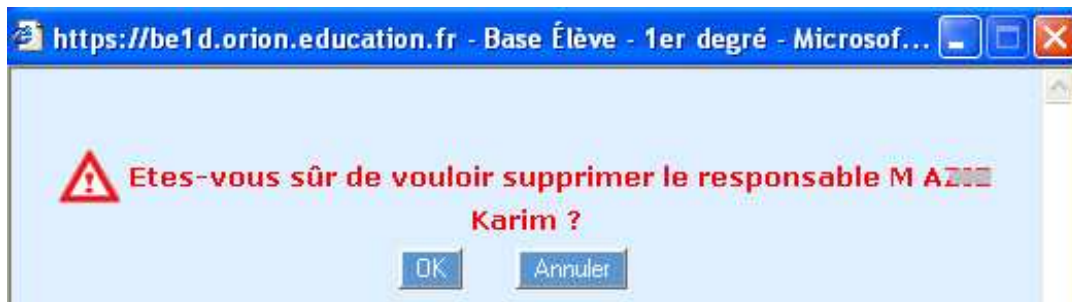 https://be1d.orion.education.fr - Base Élève - 1er degré - Microsof...
Etes-vous sûr de vouloir supprimer le responsable M
Karim ?
OK Annuler